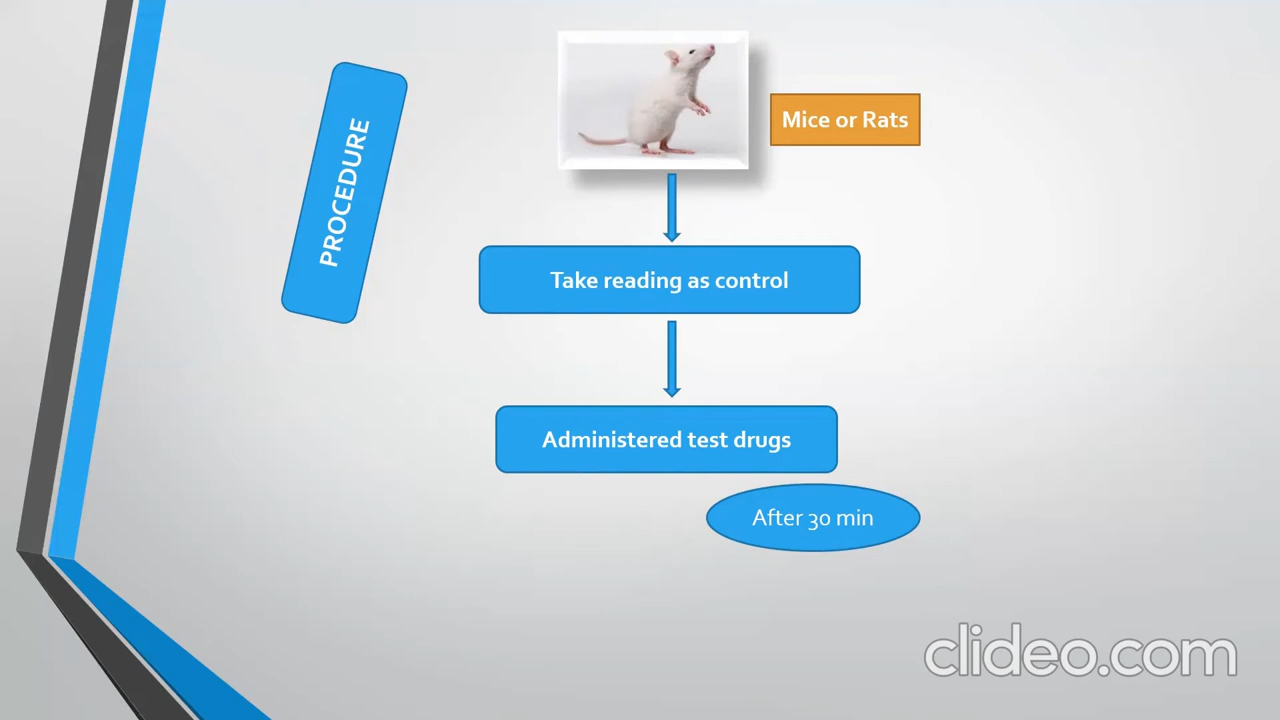 PROCEDURE
Mice or Rats
Take reading as control
Administered test drugs
After 30 min
clideo.com